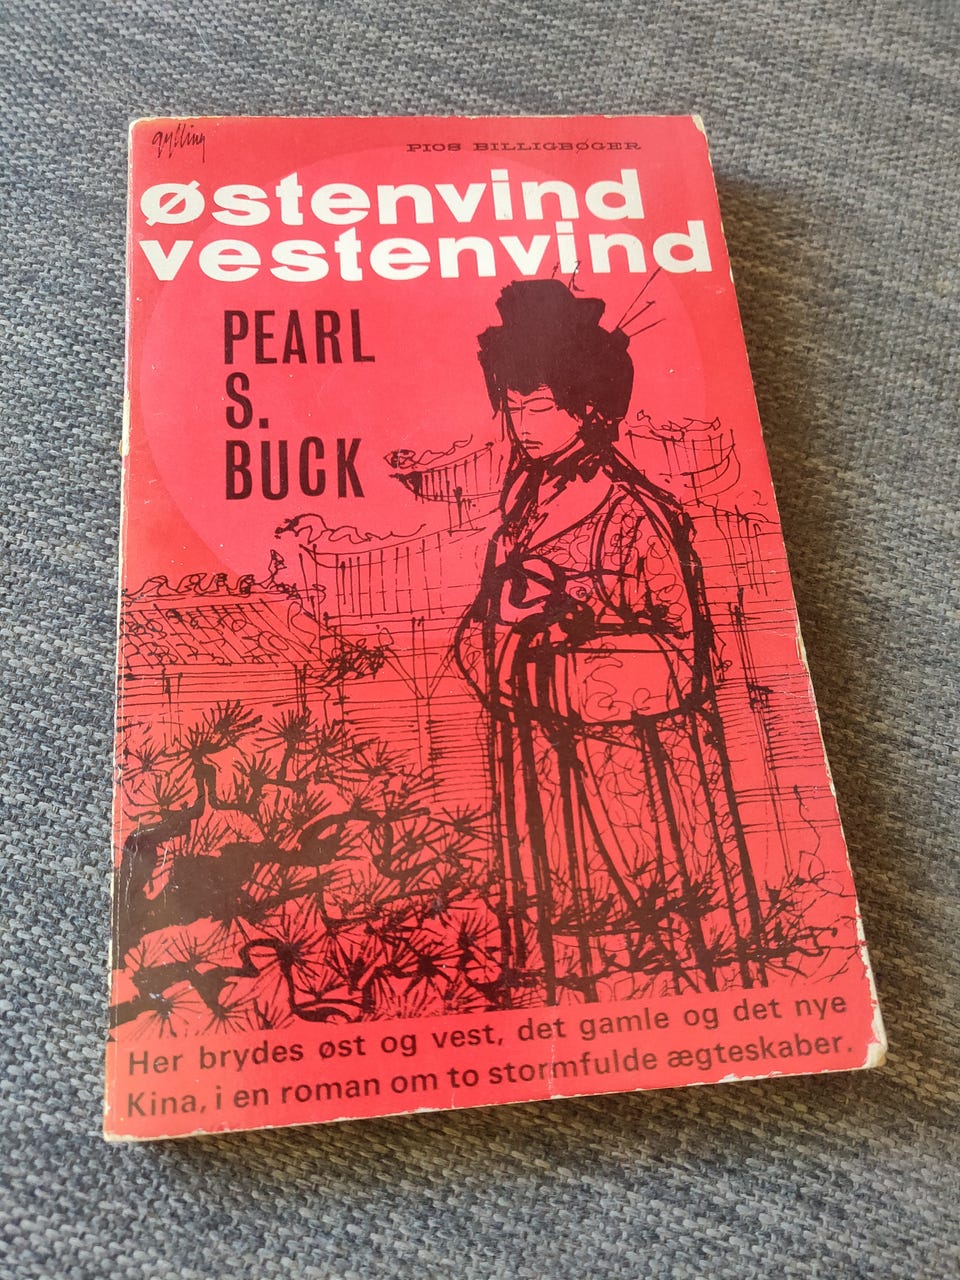 gylling
PIOS BILLIGBØGER
østenvind
vestenvind
PEARL
S.
BUCK
Her brydes øst og vest, det gamle og det nye
Kina, i en roman om to stormfulde ægteskaber.